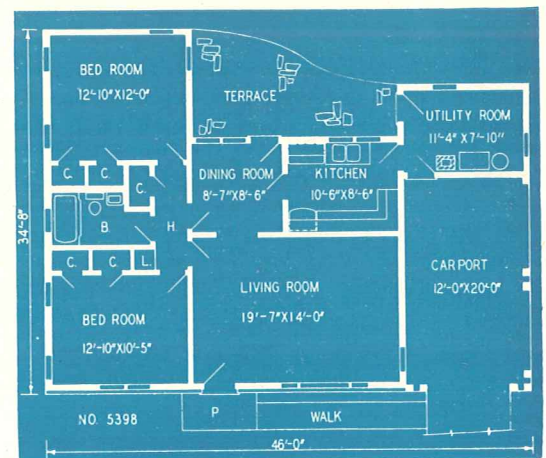 BED ROOM
12'-10"X12'-0"
TERRACE
UTILITY ROOM
11'-4" X 7'-10"
DINING ROOM
8'-7"X8'-6"
KITCHEN
10'-6"X8'-6"
C.
C.
C.
B.
H.
34'-8"
C.
C.
L.
LIVING ROOM
19'-7"X14'-0"
CARPORT
12'-0"X20'-0"
BED ROOM
12'-10"X10'-5"
NO. 5398
P
WALK
46'-0"